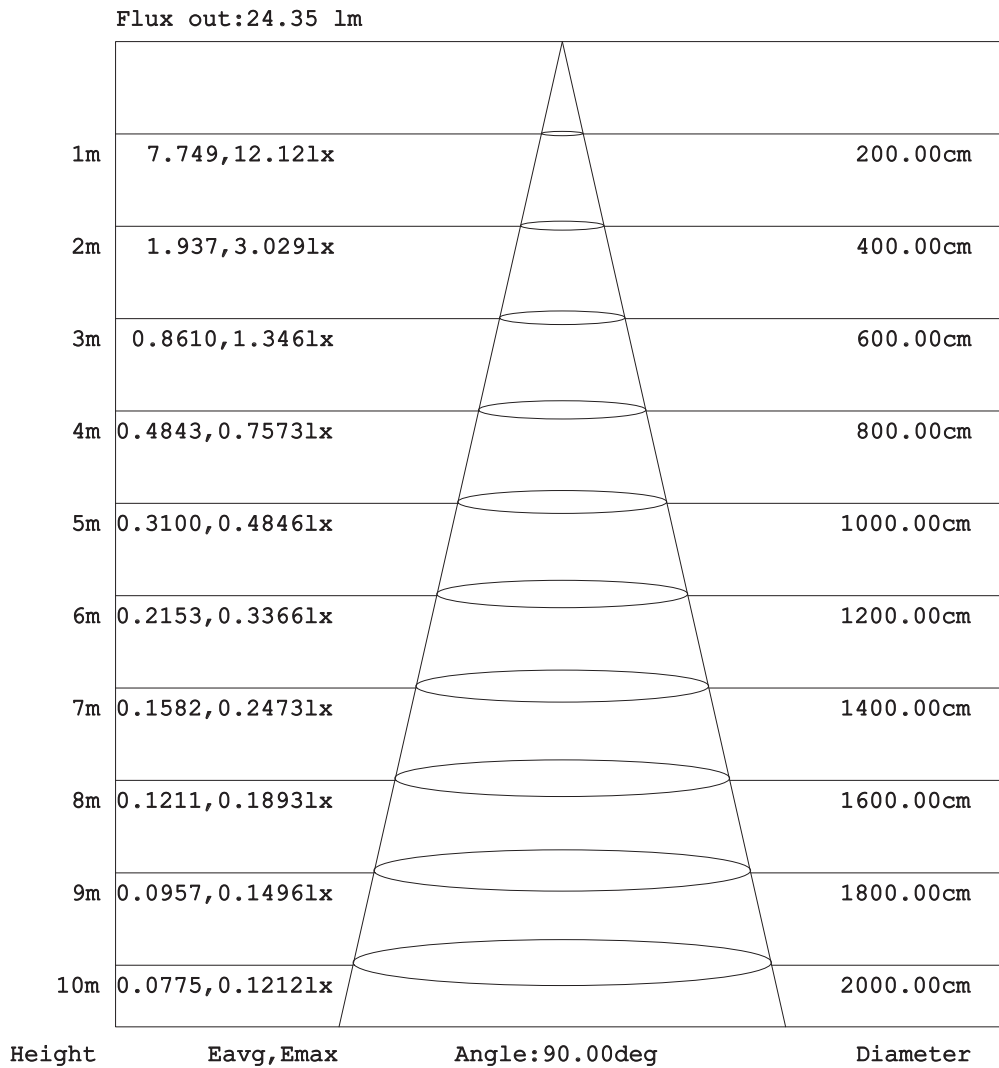 Flux out:24.35 lm
1m 7.749,12.12lx 200.00cm
2m 1.937,3.029lx 400.00cm
3m 0.8610,1.346lx 600.00cm
4m 0.4843,0.7573lx 800.00cm
5m 0.3100,0.4846lx 1000.00cm
6m 0.2153,0.3366lx 1200.00cm
7m 0.1582,0.2473lx 1400.00cm
8m 0.1211,0.1893lx 1600.00cm
9m 0.0957,0.1496lx 1800.00cm
10m 0.0775,0.1212lx 2000.00cm
Height Eavg,Emax Angle:90.00deg Diameter